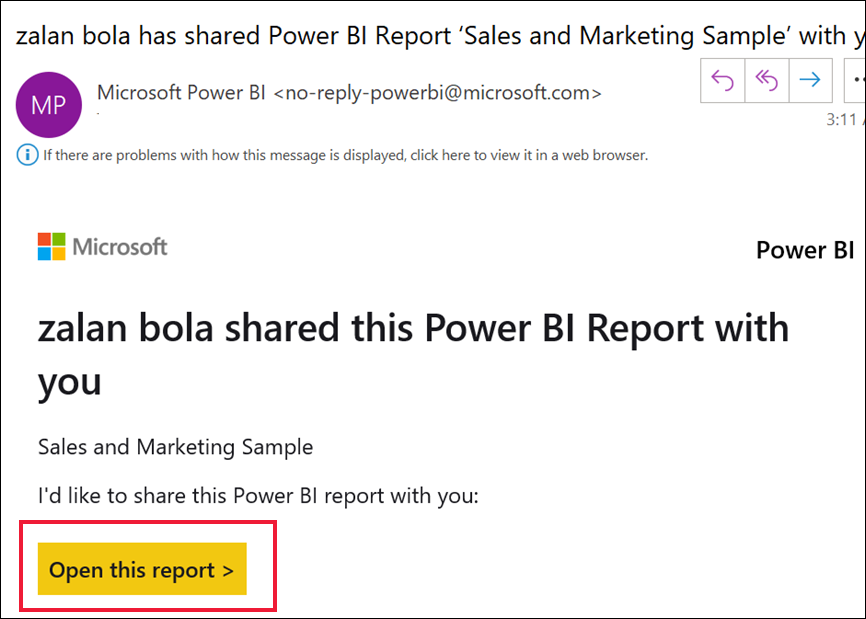 zalan bola has shared Power BI Report ‘Sales and Marketing Sample’ with
MP
Microsoft Power BI <no-reply-powerbi@microsoft.com>
3:11
If there are problems with how this message is displayed, click here to view it in a web browser.
Microsoft
Power BI
zalan bola shared this Power BI Report with
you
Sales and Marketing Sample
I'd like to share this Power BI report with you:
Open this report >